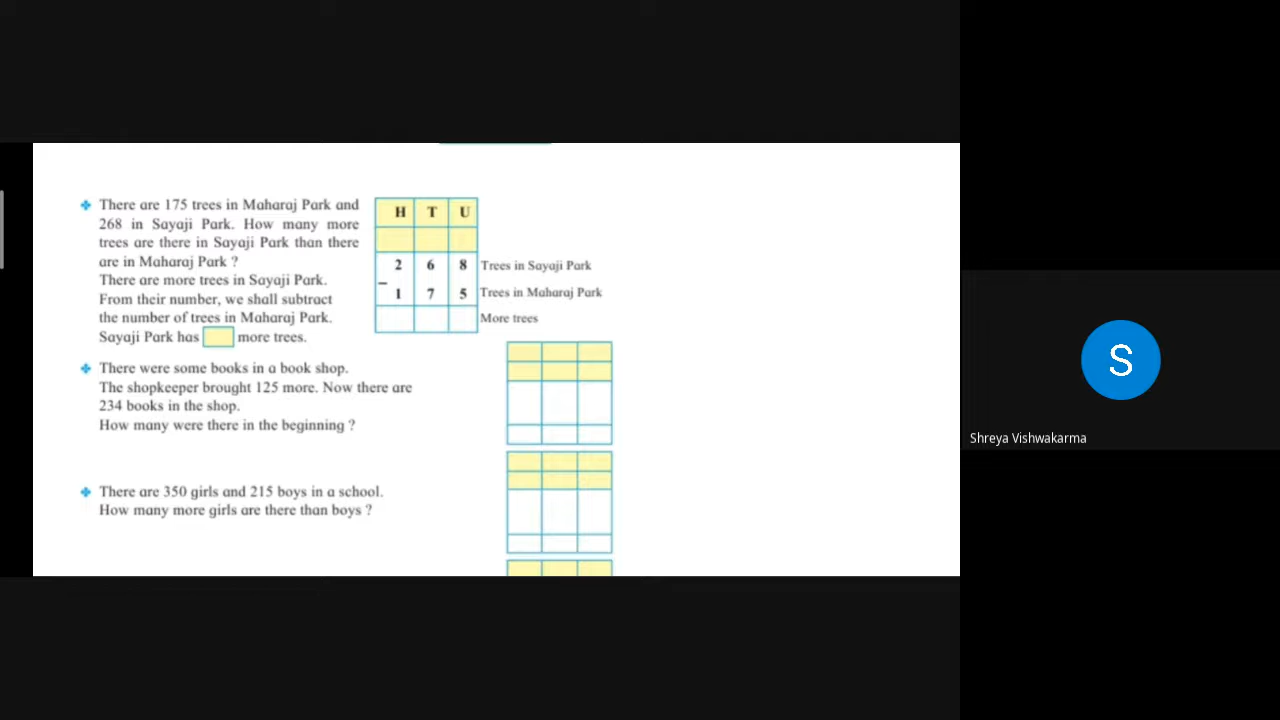 There are 175 trees in Maharaj Park and
268 in Sayaji Park. How many more
trees are there in Sayaji Park than there
are in Maharaj Park ?
There are more trees in Sayaji Park.
From their number, we shall subtract
the number of trees in Maharaj Park.
Sayaji Park has more trees.
H T U
2 6 8 Trees in Sayaji Park
− 1 7 5 Trees in Maharaj Park
More trees
There were some books in a book shop.
The shopkeeper brought 125 more. Now there are
234 books in the shop.
How many were there in the beginning ?
There are 350 girls and 215 boys in a school.
How many more girls are there than boys ?
S
Shreya Vishwakarma